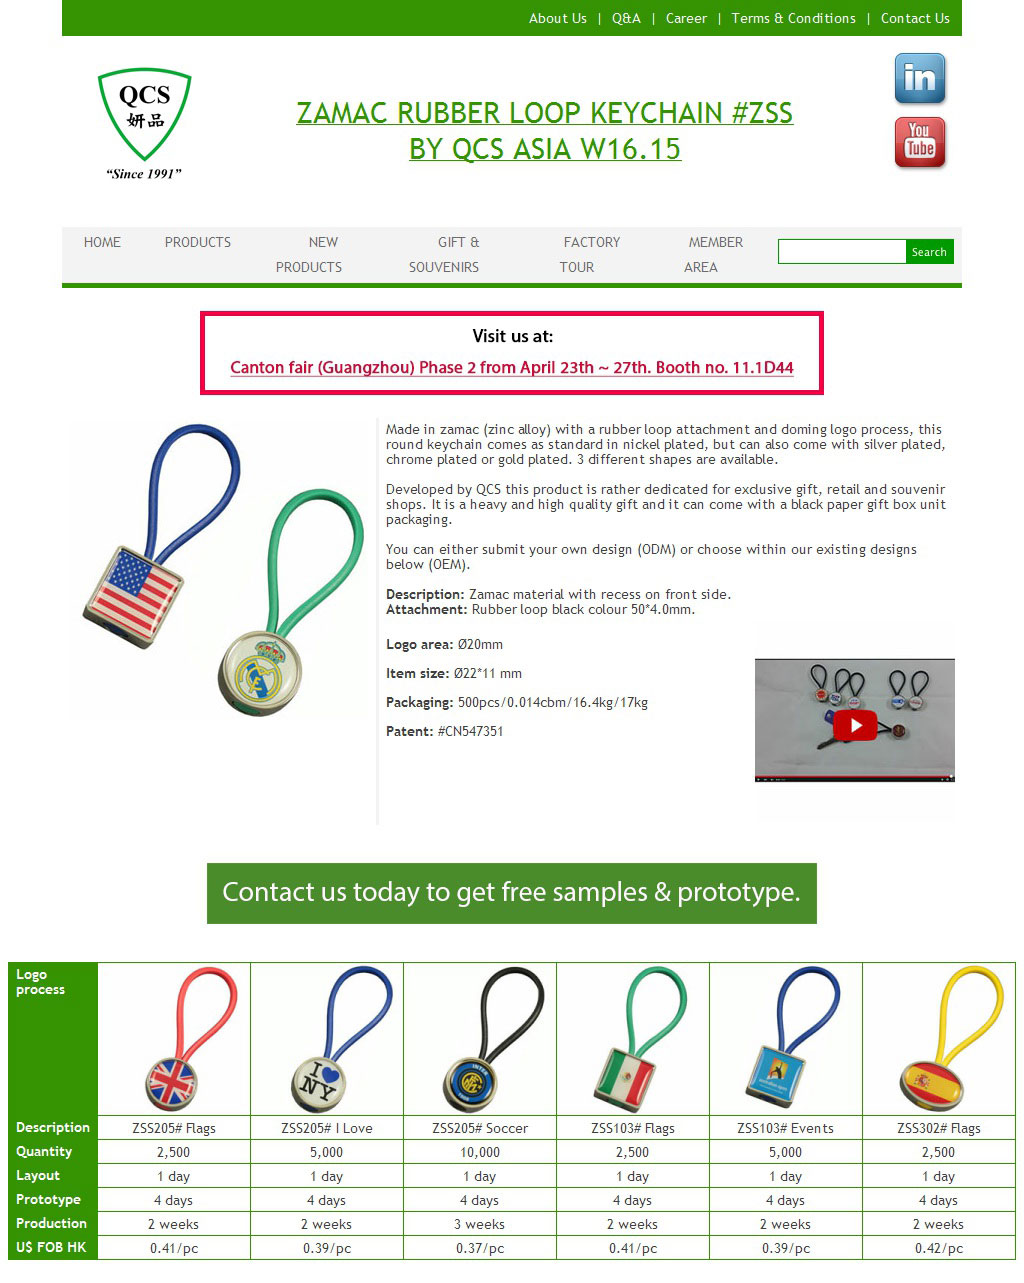 About Us | Q&A | Career | Terms & Conditions | Contact Us
QCS
妍品
“Since 1991”
ZAMAC RUBBER LOOP KEYCHAIN #ZSS
BY QCS ASIA W16.15
in
You
Tube
HOME PRODUCTS NEW PRODUCTS GIFT & SOUVENIRS FACTORY TOUR MEMBER AREA Search
Visit us at:
Canton fair (Guangzhou) Phase 2 from April 23th ~ 27th. Booth no. 11.1D44
Made in zamac (zinc alloy) with a rubber loop attachment and doming logo process, this
round keychain comes as standard in nickel plated, but can also come with silver plated,
chrome plated or gold plated. 3 different shapes are available.
Developed by QCS this product is rather dedicated for exclusive gift, retail and souvenir
shops. It is a heavy and high quality gift and it can come with a black paper gift box unit
packaging.
You can either submit your own design (ODM) or choose within our existing designs
below (OEM).
Description: Zamac material with recess on front side.
Attachment: Rubber loop black colour 50*4.0mm.
Logo area: Ø20mm
Item size: Ø22*11 mm
Packaging: 500pcs/0.014cbm/16.4kg/17kg
Patent: #CN547351
Contact us today to get free samples & prototype.
Logo
process
I
NY
INTER
Description ZSS205# Flags ZSS205# I Love ZSS205# Soccer ZSS103# Flags ZSS103# Events ZSS302# Flags
Quantity 2,500 5,000 10,000 2,500 5,000 2,500
Layout 1 day 1 day 1 day 1 day 1 day 1 day
Prototype 4 days 4 days 4 days 4 days 4 days 4 days
Production 2 weeks 2 weeks 3 weeks 2 weeks 2 weeks 2 weeks
U$ FOB HK 0.41/pc 0.39/pc 0.37/pc 0.41/pc 0.39/pc 0.42/pc